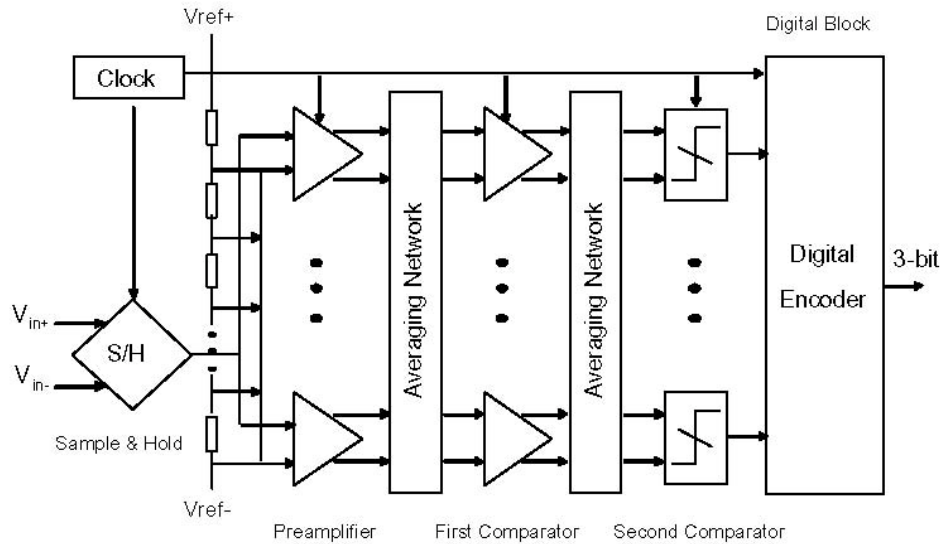 Vref+
Digital Block
Clock
Averaging Network
Averaging Network
Digital
Encoder
3-bit
Vin+
S/H
Vin-
Sample & Hold
Vref-
Preamplifier
First Comparator
Second Comparator